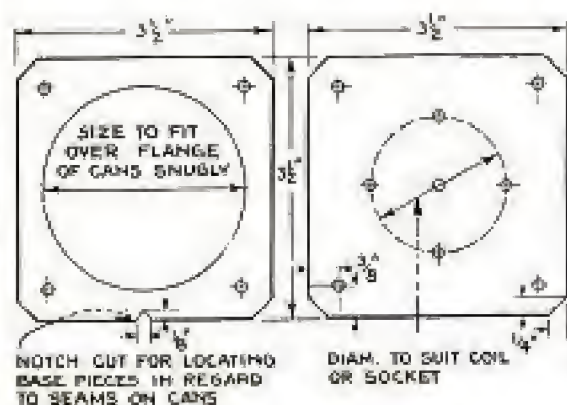 3½"
3½"
SIZE TO FIT
OVER FLANGE
OF CANS SNUGLY
3½"
3/8"
1/8"
1/4"
NOTCH CUT FOR LOCATING
BASE PIECES IN REGARD
TO SEAMS ON CANS
DIAM. TO SUIT COIL
OR SOCKET